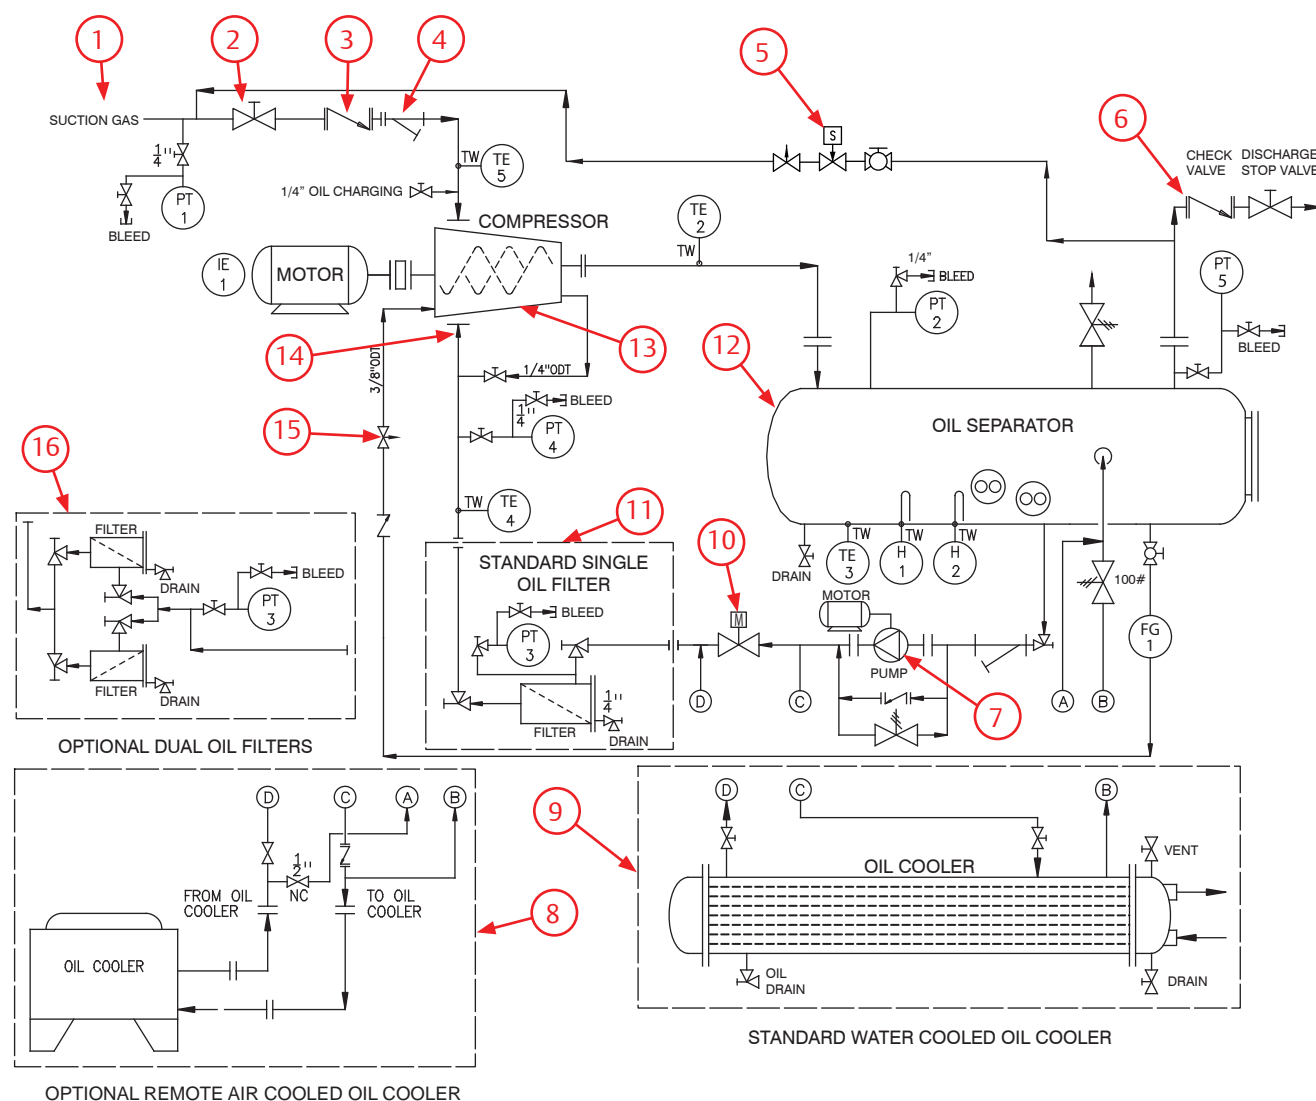 1
2
3
4
5
6
SUCTION GAS
1/4"
PT
1
BLEED
TW
TE
5
1/4" OIL CHARGING
S
CHECK
VALVE
DISCHARGE
STOP VALVE
COMPRESSOR
IE
1
MOTOR
TE
2
TW
1/4"
BLEED
PT
2
PT
5
BLEED
14
13
12
3/8"ODT
1/4"ODT
1/4"
BLEED
PT
4
15
16
OIL SEPARATOR
TW
TE
4
11
10
FILTER
DRAIN
BLEED
PT
3
FILTER
DRAIN
OPTIONAL DUAL OIL FILTERS
STANDARD SINGLE
OIL FILTER
BLEED
PT
3
1/4"
FILTER
DRAIN
M
DRAIN
TW
TE
3
TW
H
1
TW
H
2
MOTOR
PUMP
7
100#
FG
1
D
C
A
B
D
C
A
B
1/2"
NC
FROM OIL
COOLER
TO OIL
COOLER
OIL COOLER
8
OPTIONAL REMOTE AIR COOLED OIL COOLER
9
D
C
B
OIL COOLER
VENT
OIL
DRAIN
DRAIN
STANDARD WATER COOLED OIL COOLER